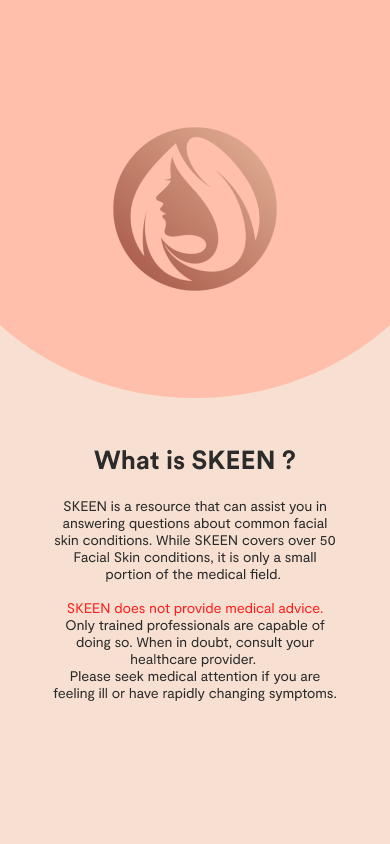 What is SKEEN ?
SKEEN is a resource that can assist you in
answering questions about common facial
skin conditions. While SKEEN covers over 50
Facial Skin conditions, it is only a small
portion of the medical field.
SKEEN does not provide medical advice.
Only trained professionals are capable of
doing so. When in doubt, consult your
healthcare provider.
Please seek medical attention if you are
feeling ill or have rapidly changing symptoms.